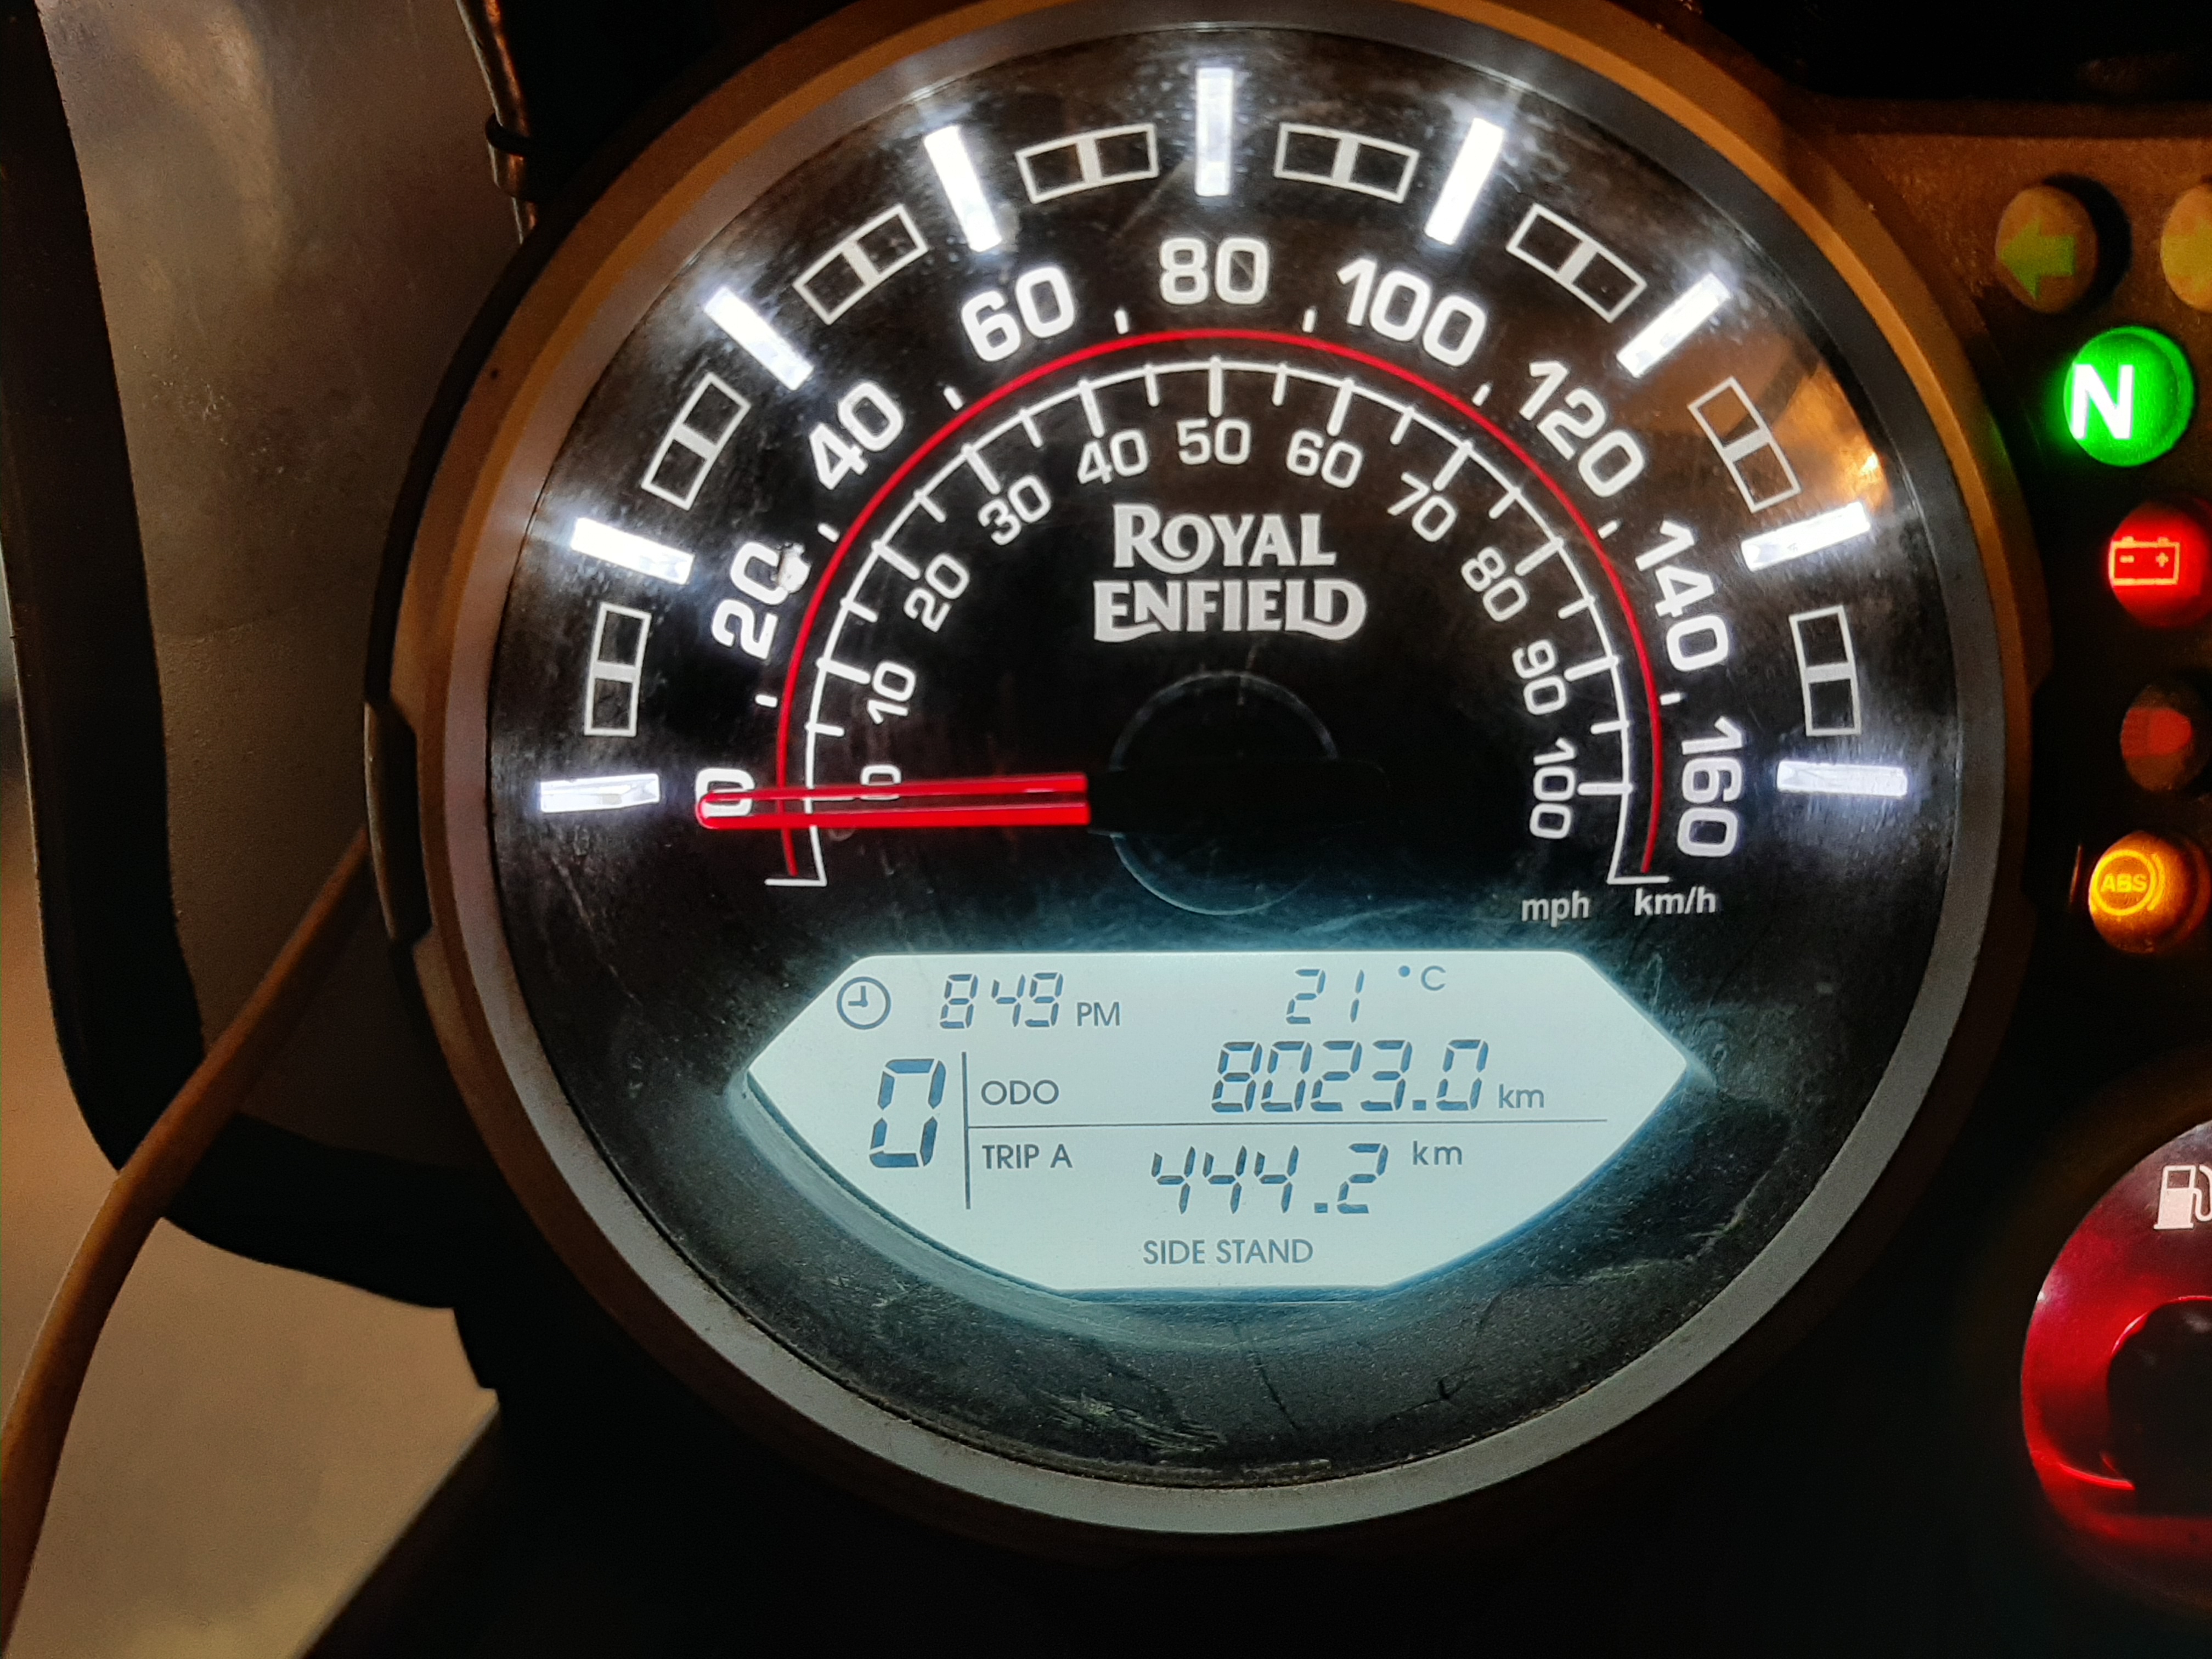 0 20 40 60 80 100 120 140 160
0 10 20 30 40 50 60 70 80 90 100
ROYAL
ENFIELD
mph km/h
N
- +
ABS
849 PM 21 °C
0
ODO 8023.0 km
TRIP A 444.2 km
SIDE STAND